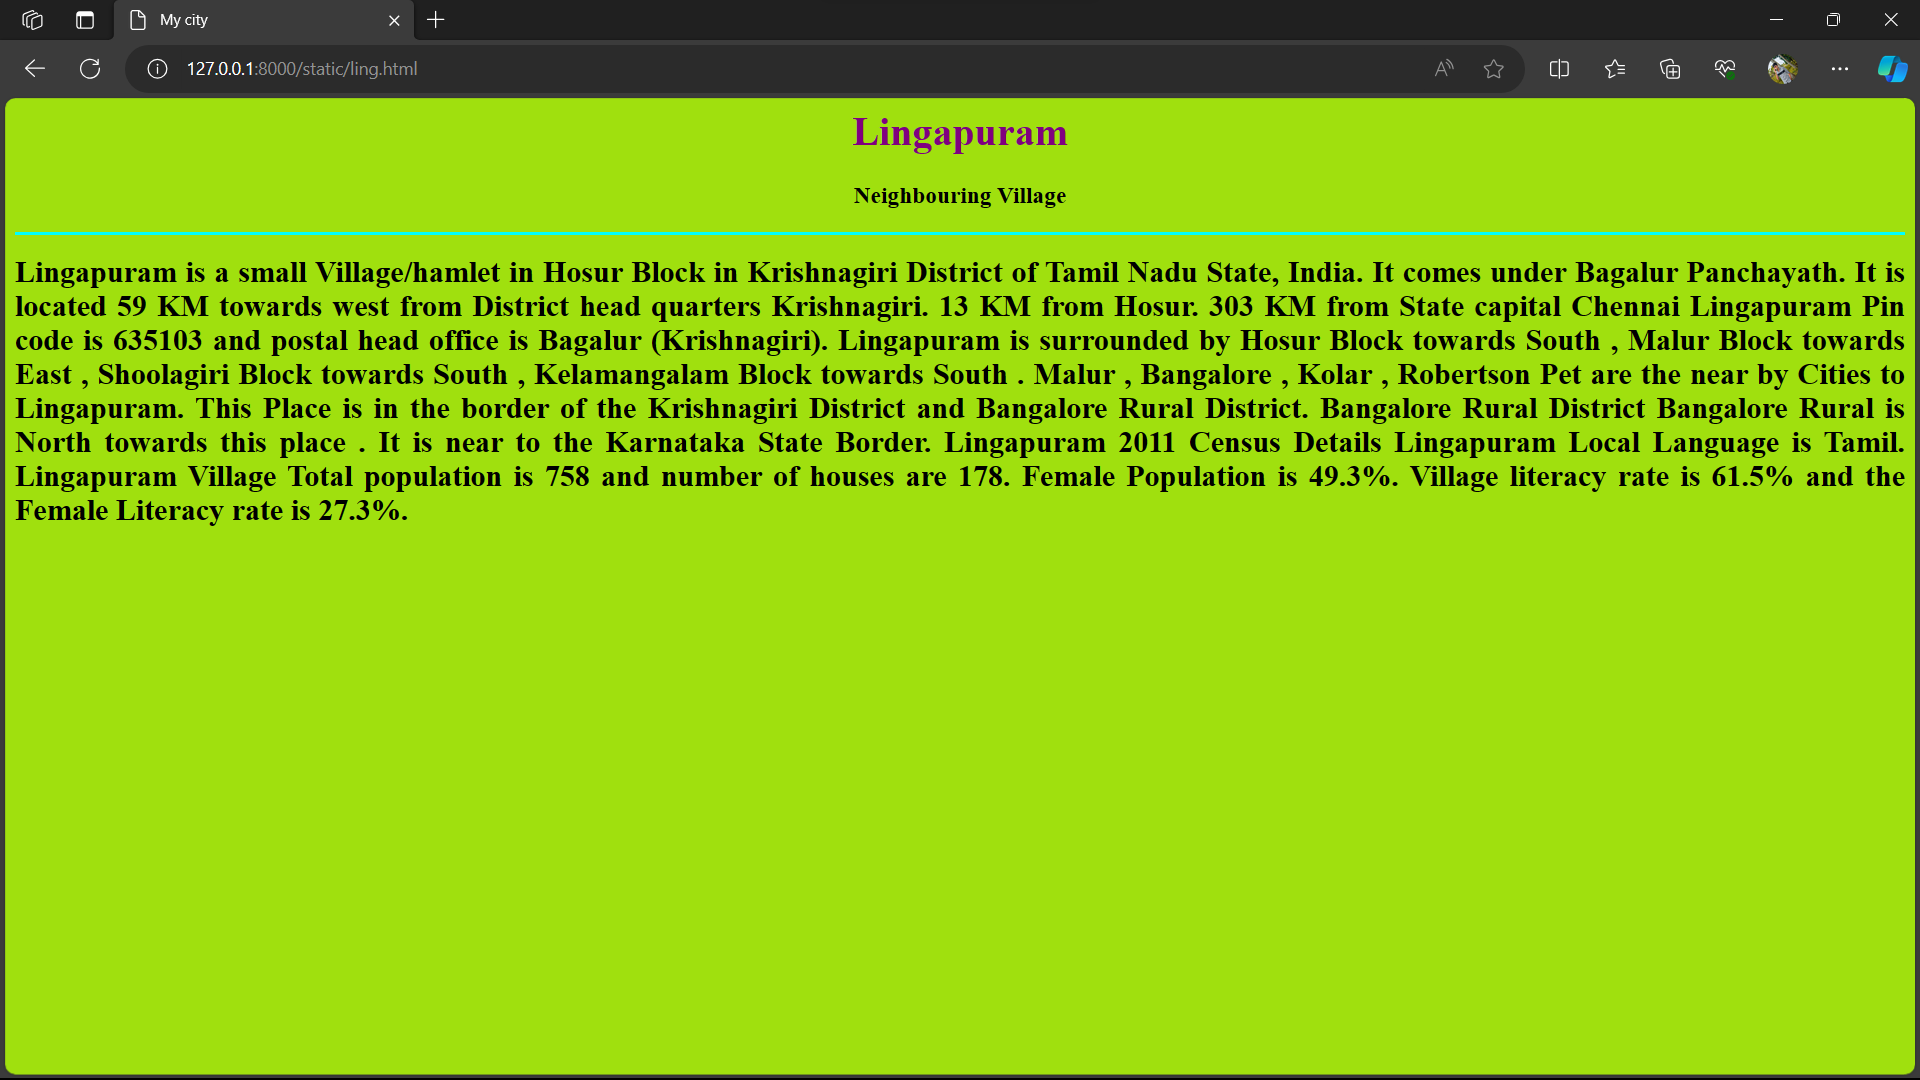 My city
127.0.0.1:8000/static/ling.html
Lingapuram
Neighbouring Village
Lingapuram is a small Village/hamlet in Hosur Block in Krishnagiri District of Tamil Nadu State, India. It comes under Bagalur Panchayath. It is
located 59 KM towards west from District head quarters Krishnagiri. 13 KM from Hosur. 303 KM from State capital Chennai Lingapuram Pin
code is 635103 and postal head office is Bagalur (Krishnagiri). Lingapuram is surrounded by Hosur Block towards South , Malur Block towards
East , Shoolagiri Block towards South , Kelamangalam Block towards South . Malur , Bangalore , Kolar , Robertson Pet are the near by Cities to
Lingapuram. This Place is in the border of the Krishnagiri District and Bangalore Rural District. Bangalore Rural District Bangalore Rural is
North towards this place . It is near to the Karnataka State Border. Lingapuram 2011 Census Details Lingapuram Local Language is Tamil.
Lingapuram Village Total population is 758 and number of houses are 178. Female Population is 49.3%. Village literacy rate is 61.5% and the
Female Literacy rate is 27.3%.